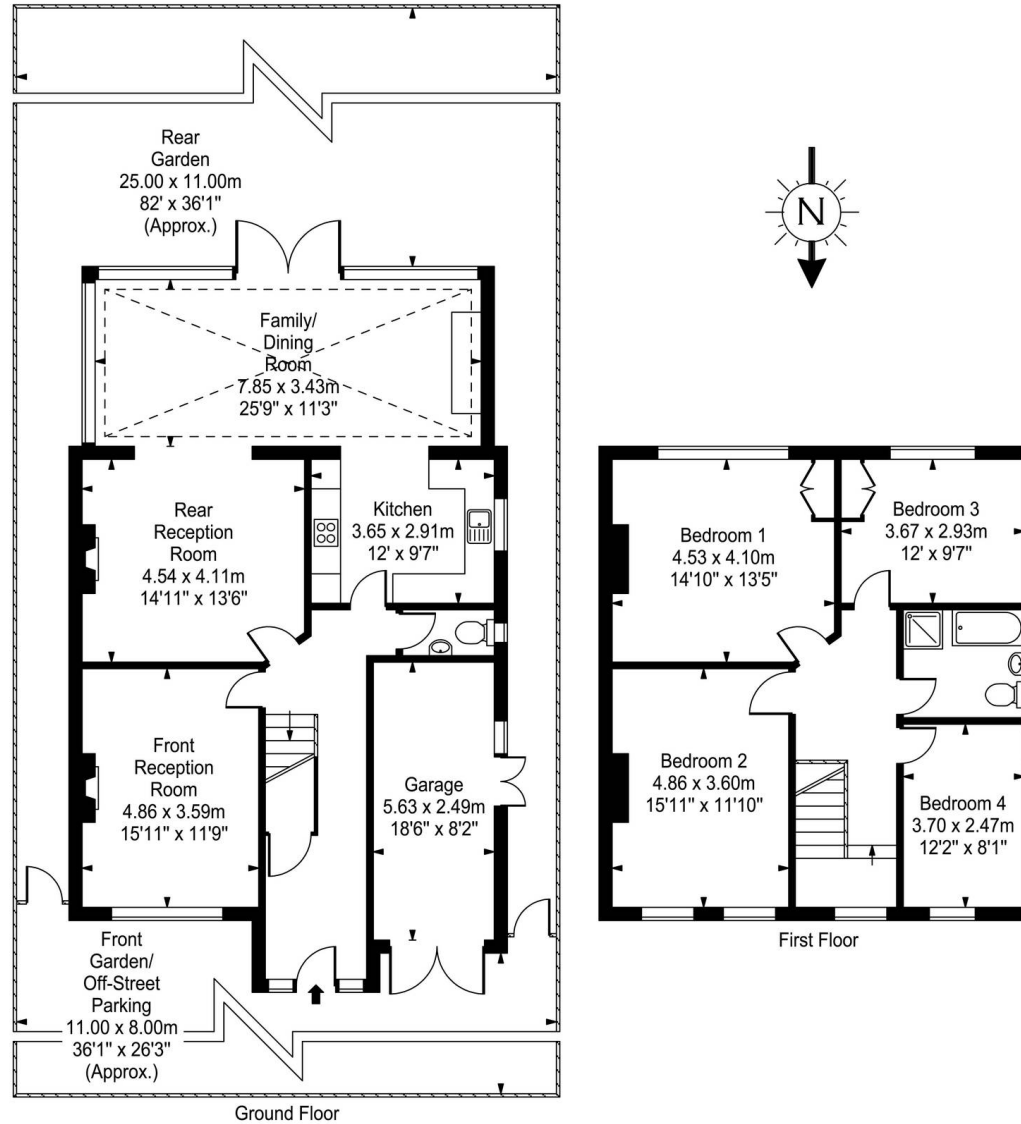 Rear
Garden
25.00 x 11.00m
82' x 36'1"
(Approx.)
N
Family/
Dining
Room
7.85 x 3.43m
25'9" x 11'3"
Rear
Reception
Room
4.54 x 4.11m
14'11" x 13'6"
Kitchen
3.65 x 2.91m
12' x 9'7"
Front
Reception
Room
4.86 x 3.59m
15'11" x 11'9"
Garage
5.63 x 2.49m
18'6" x 8'2"
Front
Garden/
Off-Street
Parking
11.00 x 8.00m
36'1" x 26'3"
(Approx.)
Ground Floor
Bedroom 1
4.53 x 4.10m
14'10" x 13'5"
Bedroom 3
3.67 x 2.93m
12' x 9'7"
Bedroom 2
4.86 x 3.60m
15'11" x 11'10"
Bedroom 4
3.70 x 2.47m
12'2" x 8'1"
First Floor